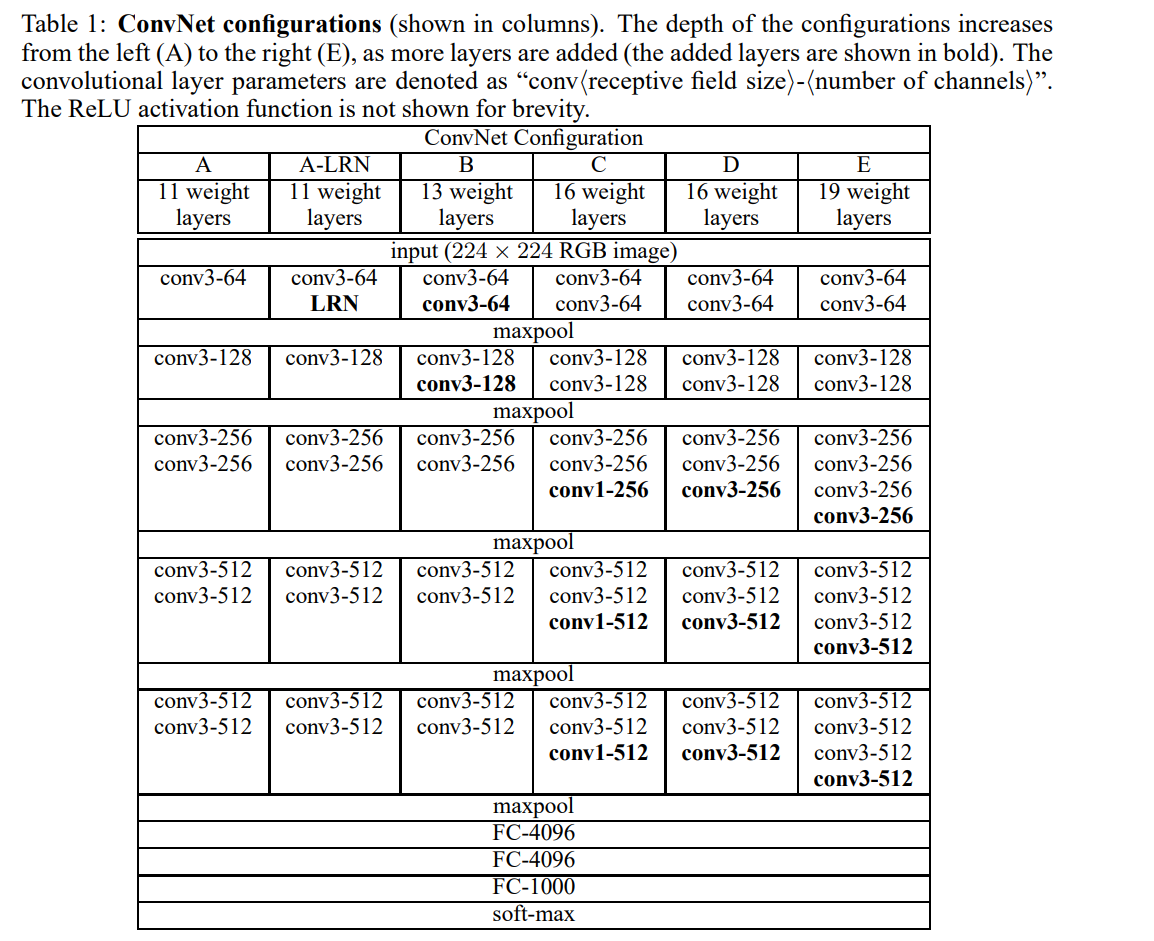 Table 1: ConvNet configurations (shown in columns). The depth of the configurations increases
from the left (A) to the right (E), as more layers are added (the added layers are shown in bold). The
convolutional layer parameters are denoted as “conv⟨receptive field size⟩-⟨number of channels⟩”.
The ReLU activation function is not shown for brevity.
ConvNet Configuration
A A-LRN B C D E
11 weight 11 weight 13 weight 16 weight 16 weight 19 weight
layers layers layers layers layers layers
input (224 × 224 RGB image)
conv3-64 conv3-64 conv3-64 conv3-64 conv3-64 conv3-64
LRN conv3-64 conv3-64 conv3-64 conv3-64
maxpool
conv3-128 conv3-128 conv3-128 conv3-128 conv3-128 conv3-128
conv3-128 conv3-128 conv3-128 conv3-128
maxpool
conv3-256 conv3-256 conv3-256 conv3-256 conv3-256 conv3-256
conv3-256 conv3-256 conv3-256 conv3-256 conv3-256 conv3-256
conv1-256 conv3-256 conv3-256
conv3-256
maxpool
conv3-512 conv3-512 conv3-512 conv3-512 conv3-512 conv3-512
conv3-512 conv3-512 conv3-512 conv3-512 conv3-512 conv3-512
conv1-512 conv3-512 conv3-512
conv3-512
maxpool
conv3-512 conv3-512 conv3-512 conv3-512 conv3-512 conv3-512
conv3-512 conv3-512 conv3-512 conv3-512 conv3-512 conv3-512
conv1-512 conv3-512 conv3-512
conv3-512
maxpool
FC-4096
FC-4096
FC-1000
soft-max